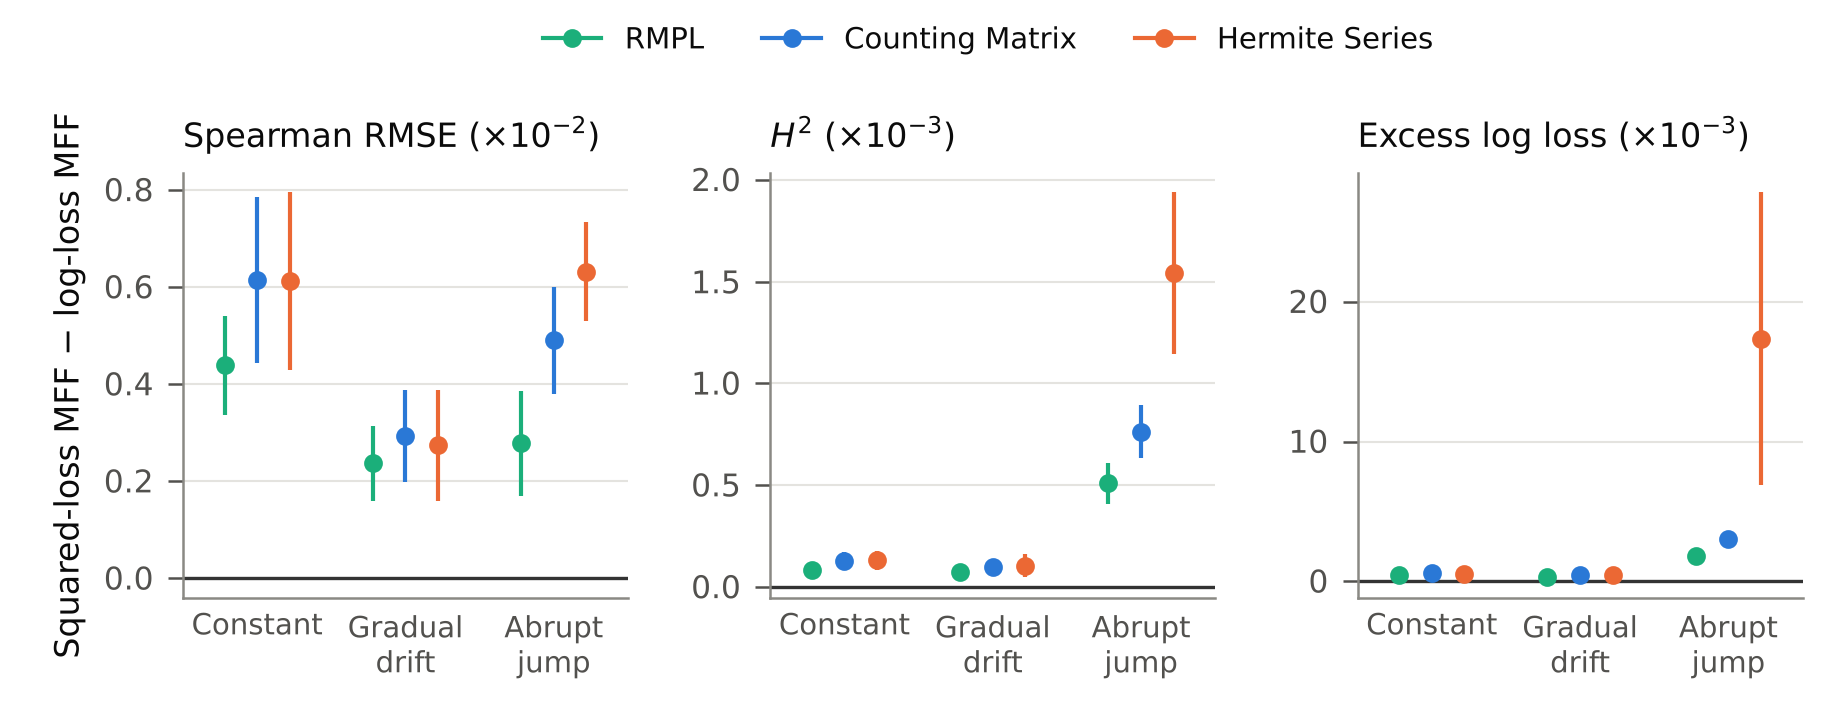 RMPL Counting Matrix Hermite Series
Squared-loss MFF − log-loss MFF
Spearman RMSE (×10⁻²)
0.8
0.6
0.4
0.2
0.0
Constant Gradual drift Abrupt jump
H² (×10⁻³)
2.0
1.5
1.0
0.5
0.0
Constant Gradual drift Abrupt jump
Excess log loss (×10⁻³)
20
10
0
Constant Gradual drift Abrupt jump